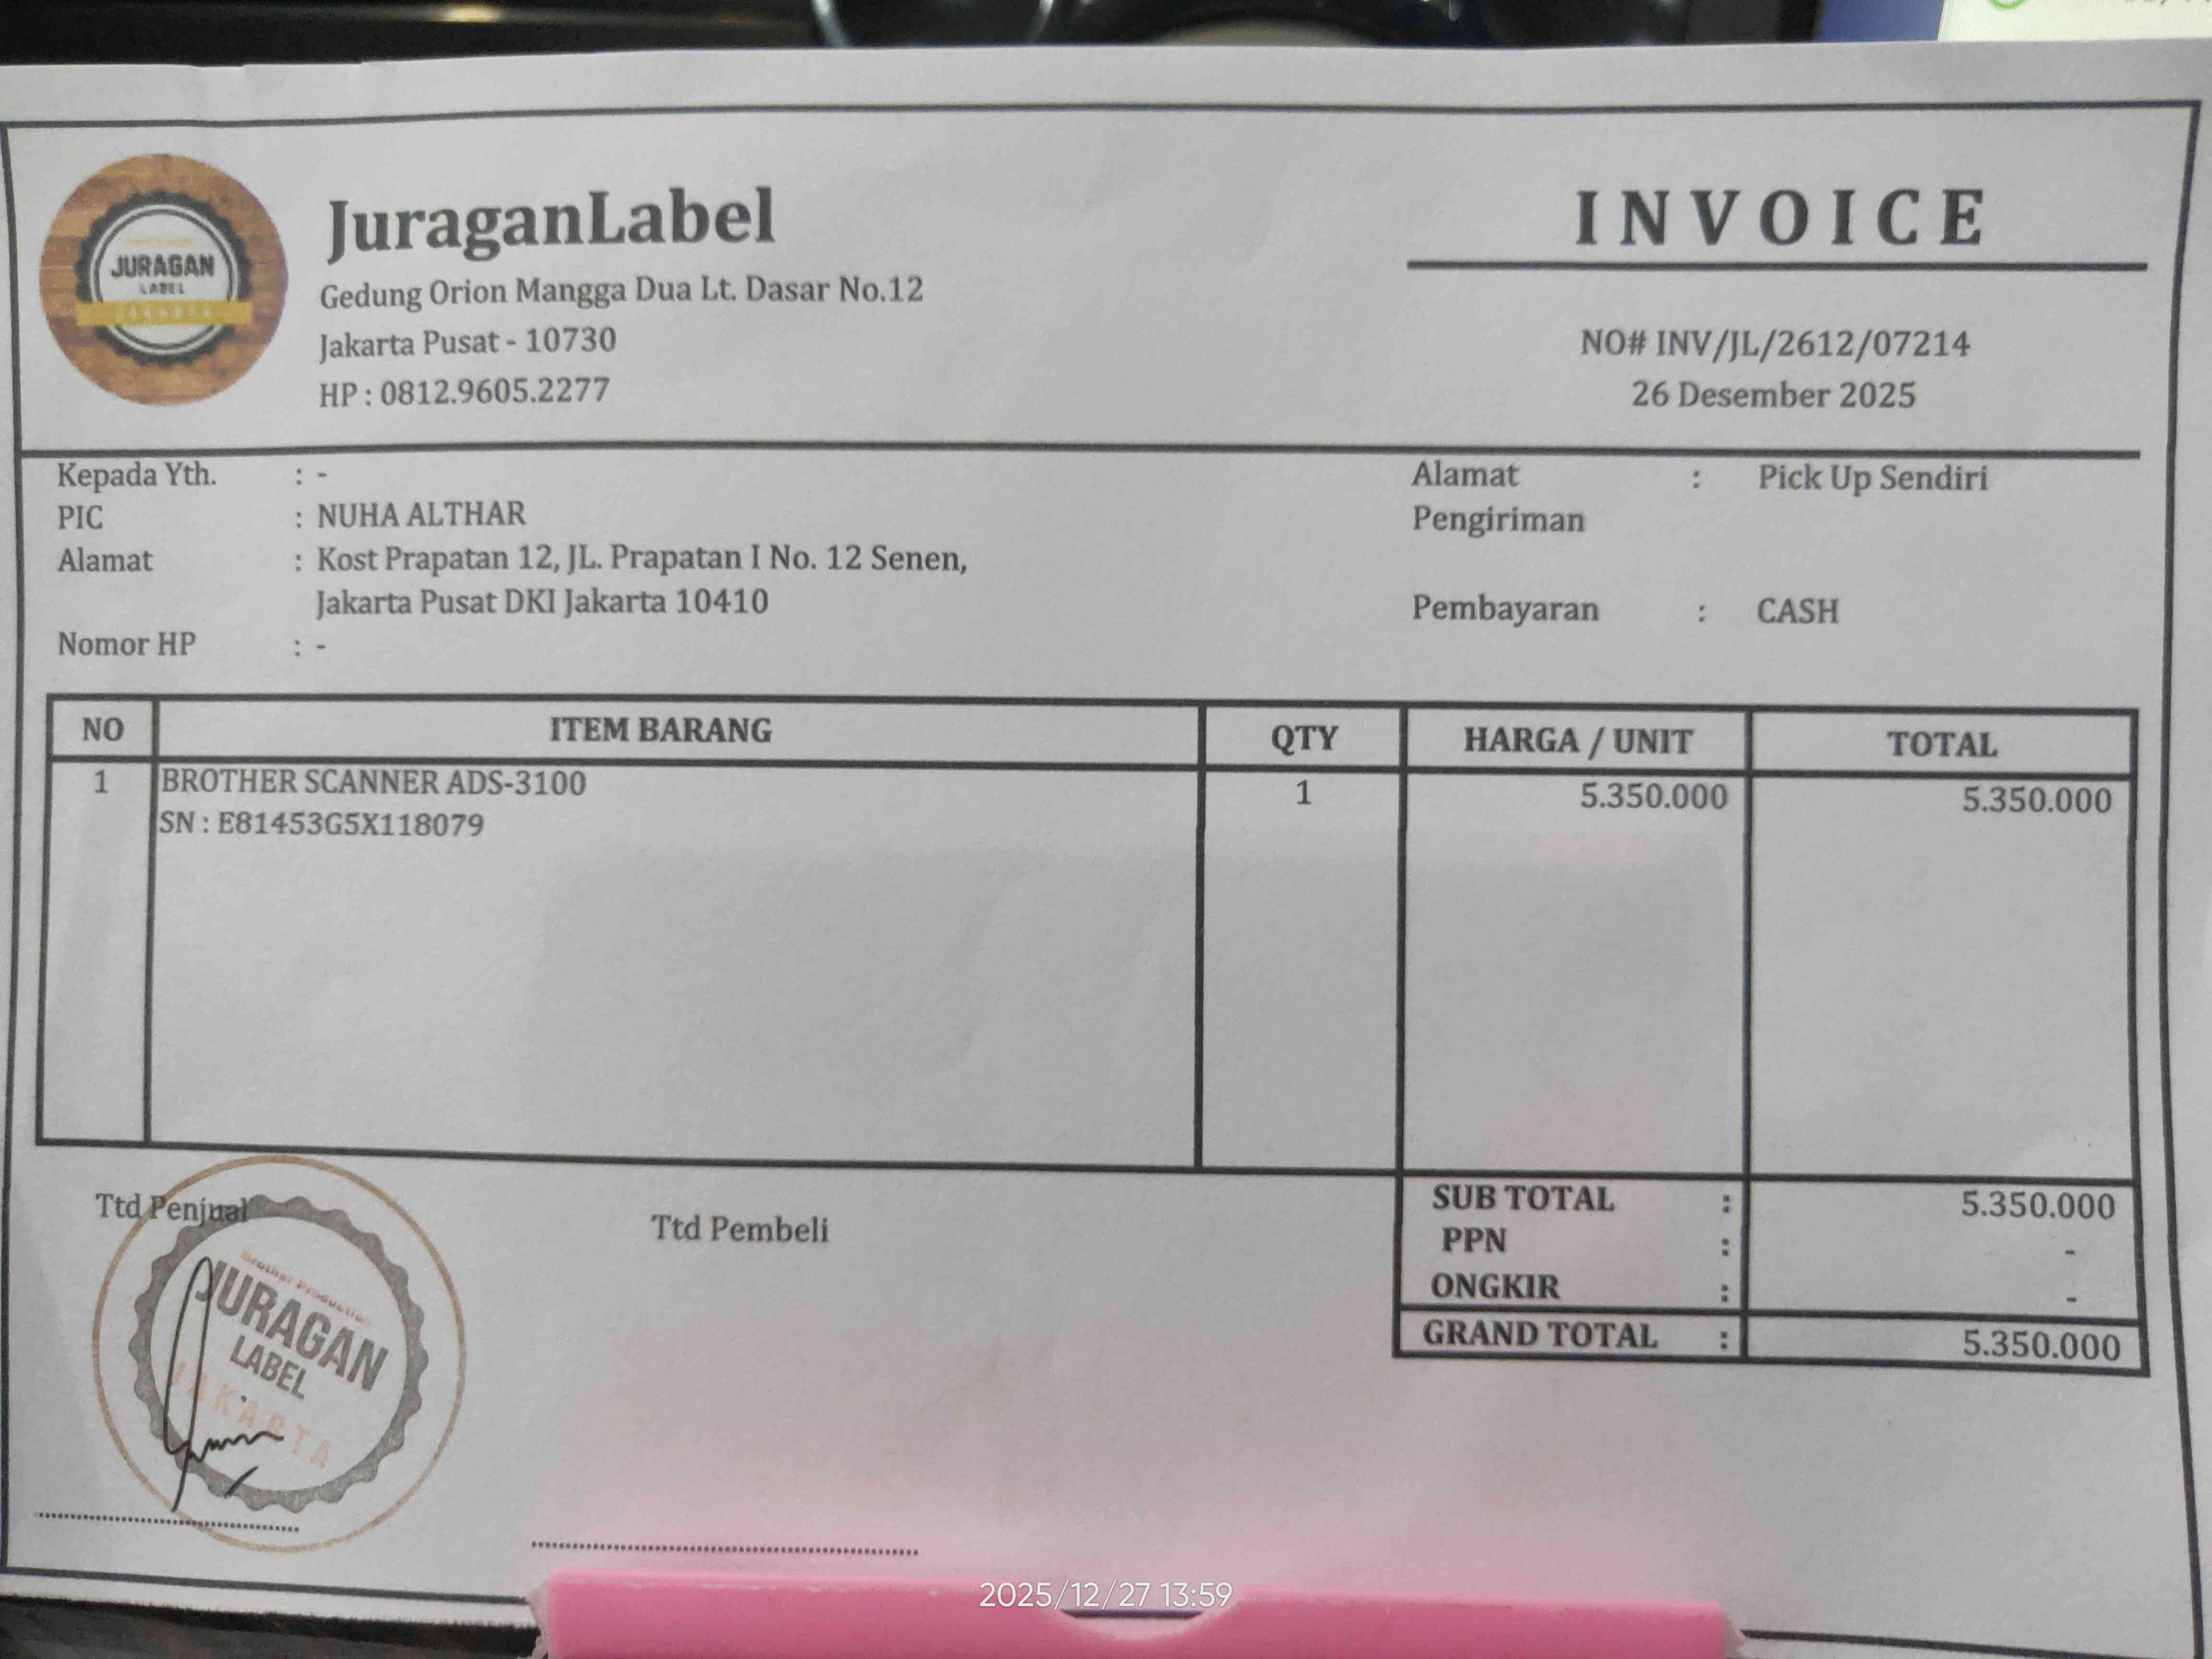 JURAGAN
LABEL
JuraganLabel
Gedung Orion Mangga Dua Lt. Dasar No.12
Jakarta Pusat - 10730
HP : 0812.9605.2277
INVOICE
NO# INV/JL/2612/07214
26 Desember 2025
Kepada Yth. : -
PIC : NUHA ALTHAR
Alamat : Kost Prapatan 12, JL. Prapatan I No. 12 Senen,
Jakarta Pusat DKI Jakarta 10410
Nomor HP : -
Alamat : Pick Up Sendiri
Pengiriman
Pembayaran : CASH
NO ITEM BARANG QTY HARGA / UNIT TOTAL
1 BROTHER SCANNER ADS-3100 1 5.350.000 5.350.000
SN : E81453G5X118079
SUB TOTAL : 5.350.000
PPN : -
ONGKIR : -
GRAND TOTAL : 5.350.000
Ttd Penjual
Ttd Pembeli
Brother Production
JURAGAN
LABEL
JAKARTA
2025/12/27 13:59